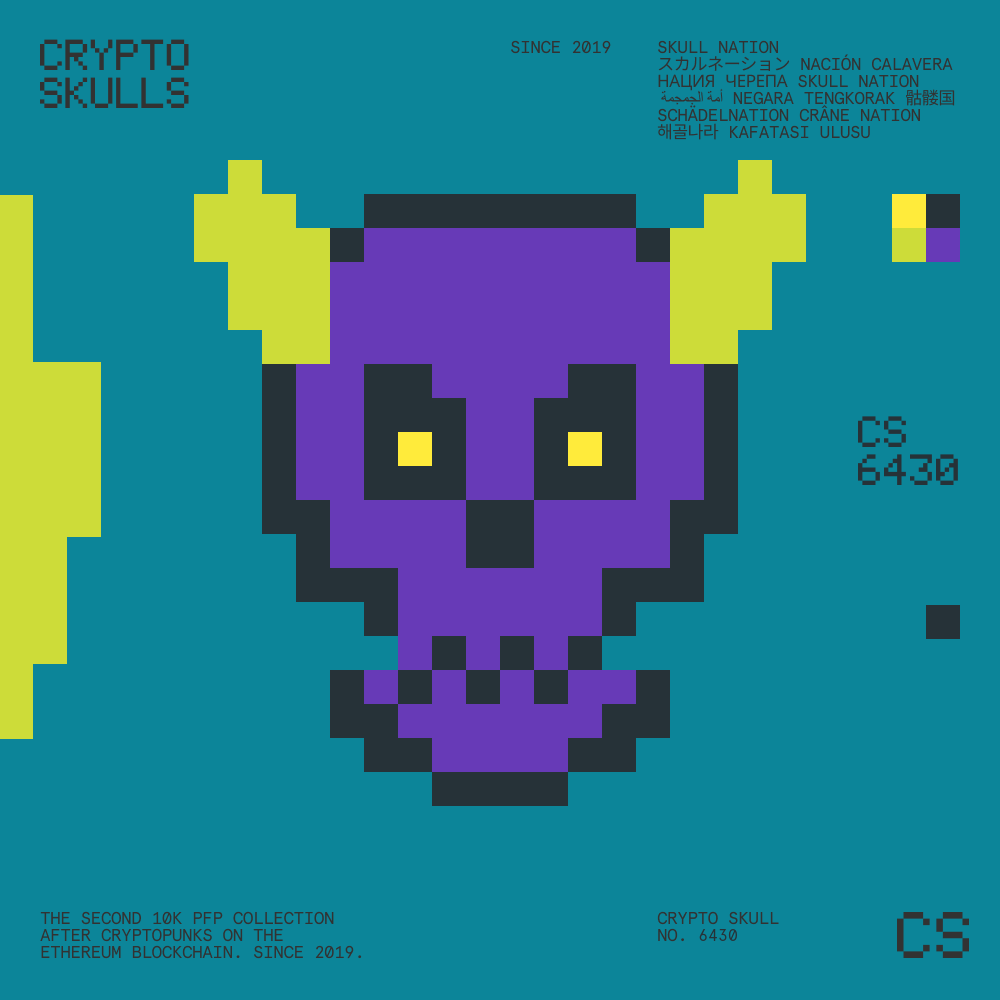 CRYPTO
SKULLS
SINCE 2019
SKULL NATION
スカルネーション NACIÓN CALAVERA
НАЦИЯ ЧЕРЕПА SKULL NATION
أمة الجمجمة NEGARA TENGKORAK 骷髅国
SCHÄDELNATION CRÂNE NATION
해골나라 KAFATASI ULUSU
CS
6430
THE SECOND 10K PFP COLLECTION
AFTER CRYPTOPUNKS ON THE
ETHEREUM BLOCKCHAIN. SINCE 2019.
CRYPTO SKULL
NO. 6430
CS